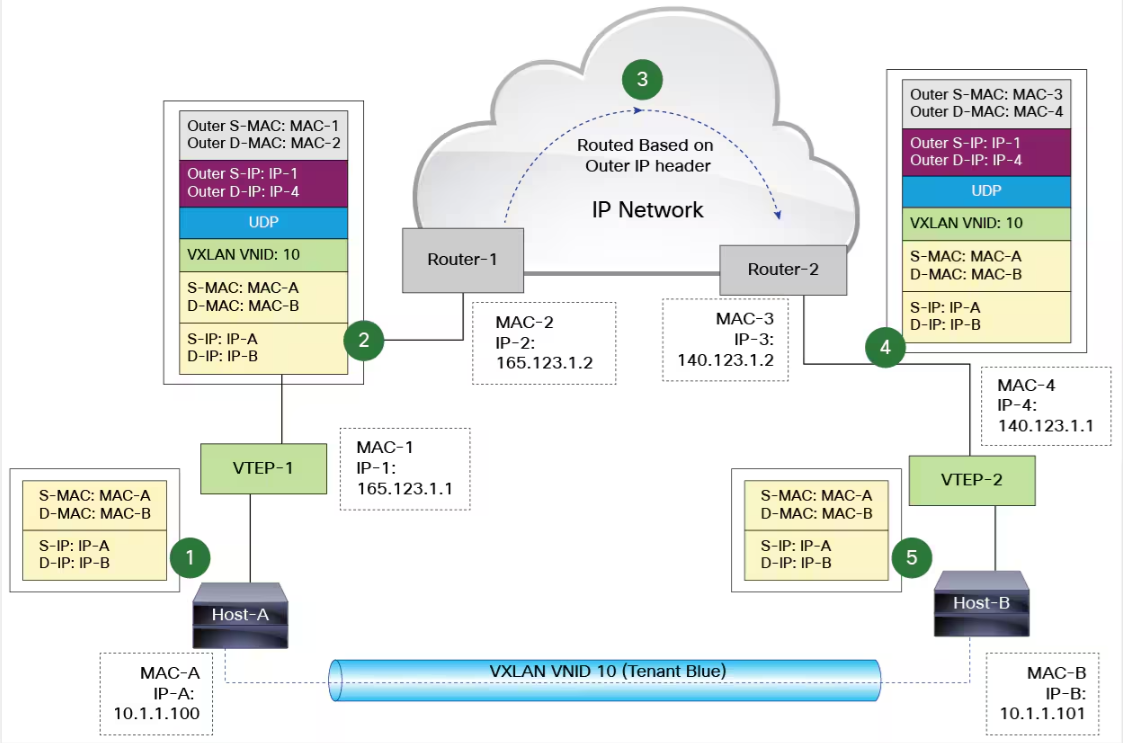 3
Routed Based on
Outer IP header
IP Network
Outer S-MAC: MAC-1
Outer D-MAC: MAC-2
Outer S-IP: IP-1
Outer D-IP: IP-4
UDP
VXLAN VNID: 10
S-MAC: MAC-A
D-MAC: MAC-B
S-IP: IP-A
D-IP: IP-B
2
Router-1
MAC-2
IP-2:
165.123.1.2
Router-2
MAC-3
IP-3:
140.123.1.2
Outer S-MAC: MAC-3
Outer D-MAC: MAC-4
Outer S-IP: IP-1
Outer D-IP: IP-4
UDP
VXLAN VNID: 10
S-MAC: MAC-A
D-MAC: MAC-B
S-IP: IP-A
D-IP: IP-B
4
MAC-4
IP-4:
140.123.1.1
VTEP-1
MAC-1
IP-1:
165.123.1.1
S-MAC: MAC-A
D-MAC: MAC-B
S-IP: IP-A
D-IP: IP-B
1
Host-A
MAC-A
IP-A:
10.1.1.100
VXLAN VNID 10 (Tenant Blue)
VTEP-2
S-MAC: MAC-A
D-MAC: MAC-B
S-IP: IP-A
D-IP: IP-B
5
Host-B
MAC-B
IP-B:
10.1.1.101